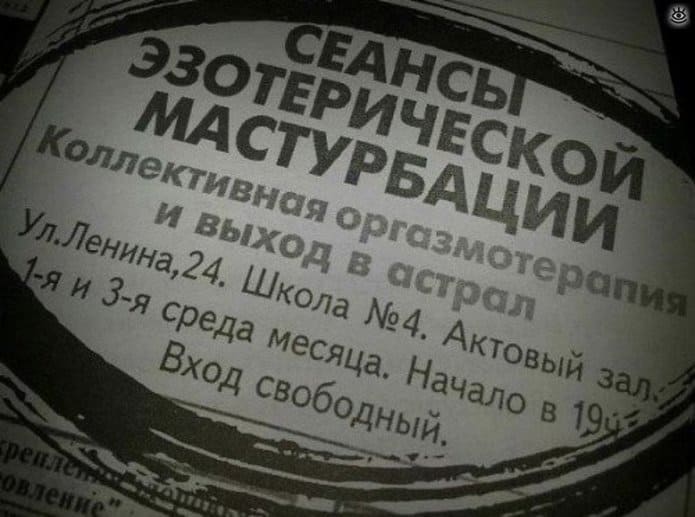 СЕАНСЫ
ЭЗОТЕРИЧЕСКОЙ
МАСТУРБАЦИИ
Коллективная оргазмотерапия
и выход в астрал
Ул.Ленина,24. Школа №4. Актовый зал.
1-я и 3-я среда месяца. Начало в 19ч.
Вход свободный.